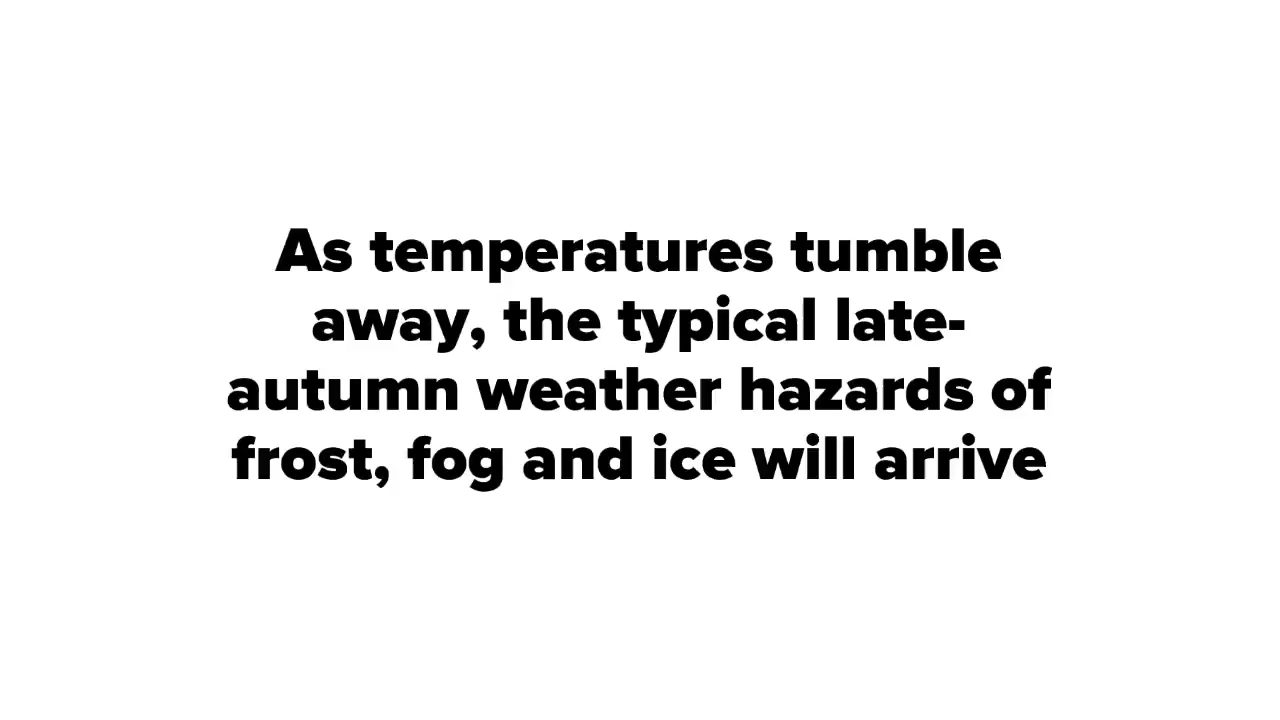 As temperatures tumble
away, the typical late-
autumn weather hazards of
frost, fog and ice will arrive